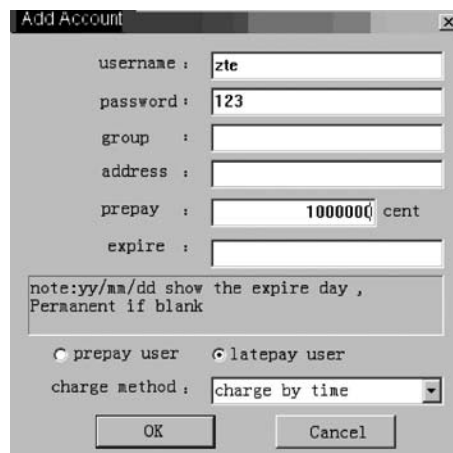 Add Account
username :
zte
password :
123
group :
address :
prepay :
1000000 cent
expire :
note:yy/mm/dd show the expire day ,
Permanent if blank
prepay user latepay user
charge method :
charge by time
OK Cancel